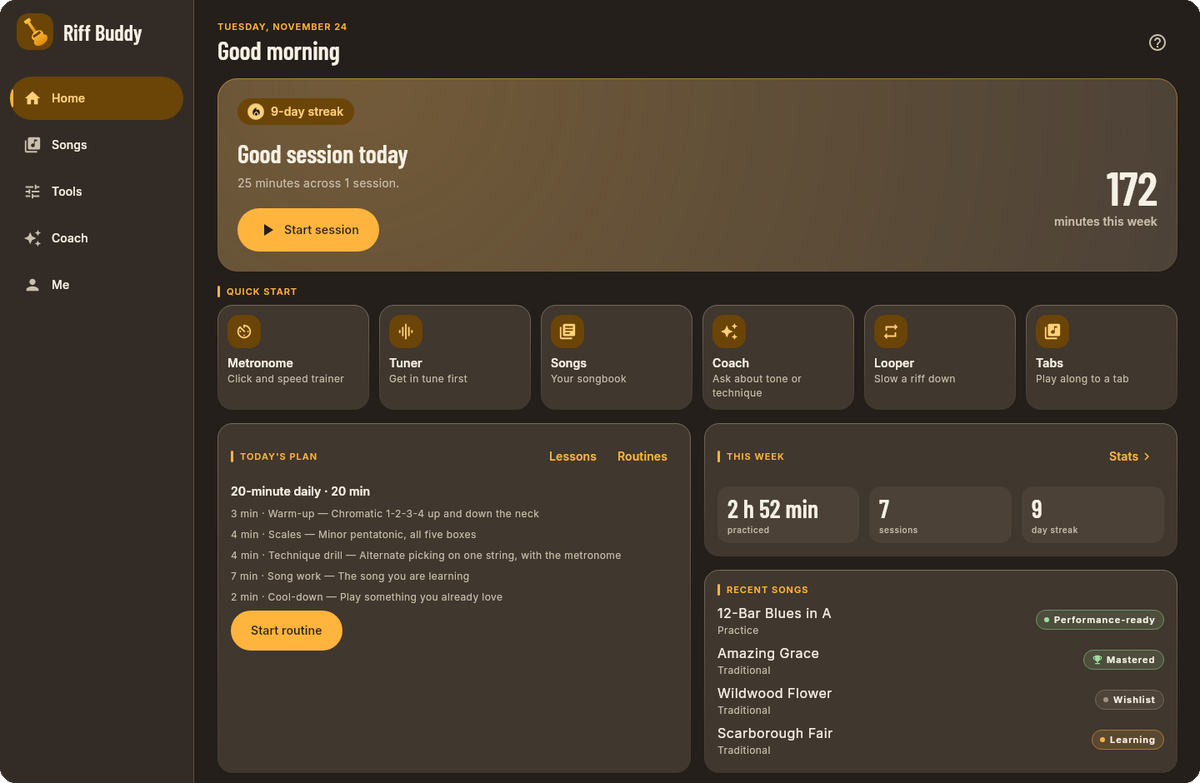 Riff Buddy
Home
Songs
Tools
Coach
Me
TUESDAY, NOVEMBER 24
Good morning
9-day streak
Good session today
25 minutes across 1 session.
Start session
172
minutes this week
QUICK START
Metronome
Click and speed trainer
Tuner
Get in tune first
Songs
Your songbook
Coach
Ask about tone or
technique
Looper
Slow a riff down
Tabs
Play along to a tab
TODAY'S PLAN
Lessons
Routines
20-minute daily · 20 min
3 min · Warm-up — Chromatic 1-2-3-4 up and down the neck
4 min · Scales — Minor pentatonic, all five boxes
4 min · Technique drill — Alternate picking on one string, with the metronome
7 min · Song work — The song you are learning
2 min · Cool-down — Play something you already love
Start routine
THIS WEEK
Stats
2 h 52 min
practiced
7
sessions
9
day streak
RECENT SONGS
12-Bar Blues in A
Practice
Performance-ready
Amazing Grace
Traditional
Mastered
Wildwood Flower
Traditional
Wishlist
Scarborough Fair
Traditional
Learning